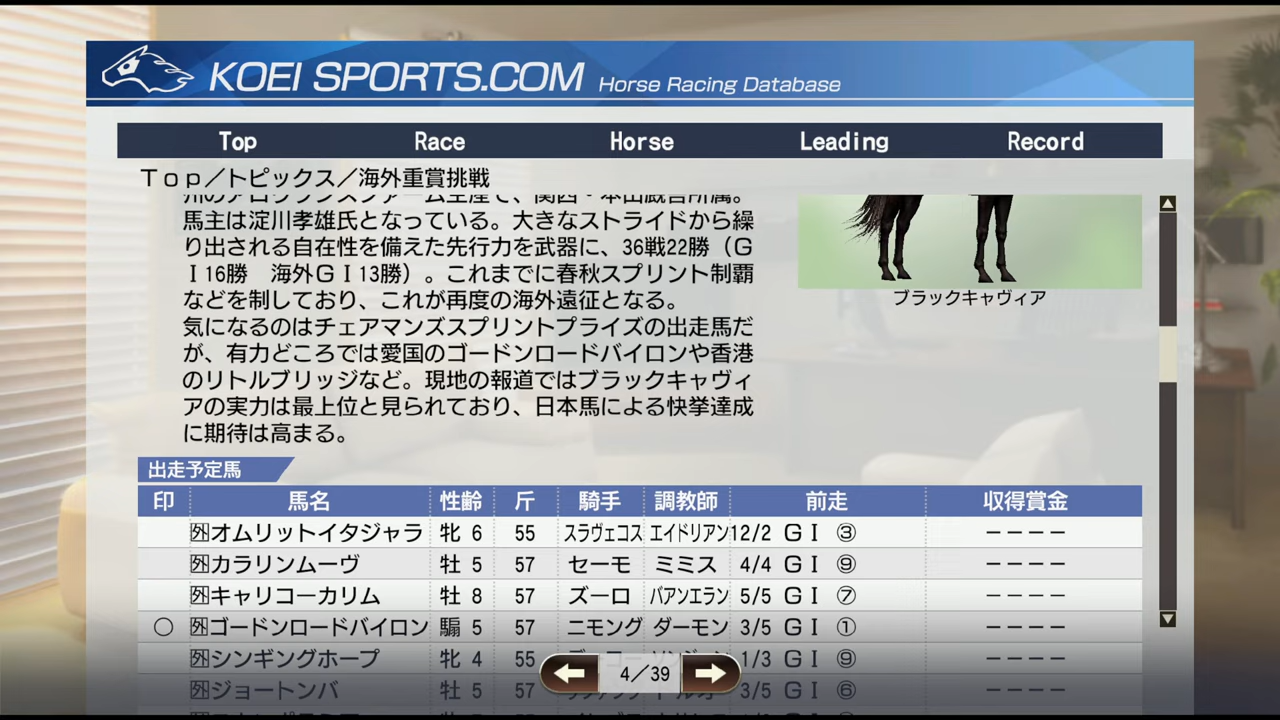 KOEI SPORTS.COM Horse Racing Database
Top Race Horse Leading Record
Top／トピックス／海外重賞挑戦
馬主は淀川孝雄氏となっている。大きなストライドから繰
り出される自在性を備えた先行力を武器に、36戦22勝（Ｇ
Ⅰ16勝　海外ＧⅠ13勝）。これまでに春秋スプリント制覇
などを制しており、これが再度の海外遠征となる。
気になるのはチェアマンズスプリントプライズの出走馬だ
が、有力どころでは愛国のゴードンロードバイロンや香港
のリトルブリッジなど。現地の報道ではブラックキャヴィ
アの実力は最上位と見られており、日本馬による快挙達成
に期待は高まる。
ブラックキャヴィア
出走予定馬
印 馬名 性齢 斤 騎手 調教師 前走 収得賞金
外オムリットイタジャラ 牝 6 55 スラヴェコス エイドリアン 12/2 ＧⅠ ③ －－－－
外カラリンムーヴ 牡 5 57 セーモ ミミス 4/4 ＧⅠ ⑨ －－－－
外キャリコーカリム 牡 8 57 ズーロ バアンエラン 5/5 ＧⅠ ⑦ －－－－
○ 外ゴードンロードバイロン 騸 5 57 ニモング ダーモン 3/5 ＧⅠ ① －－－－
外シンギングホープ 牝 4 55 1/3 ＧⅠ ⑨ －－－－
外ジョートンバ 牡 5 57 3/5 ＧⅠ ⑥ －－－－
4／39